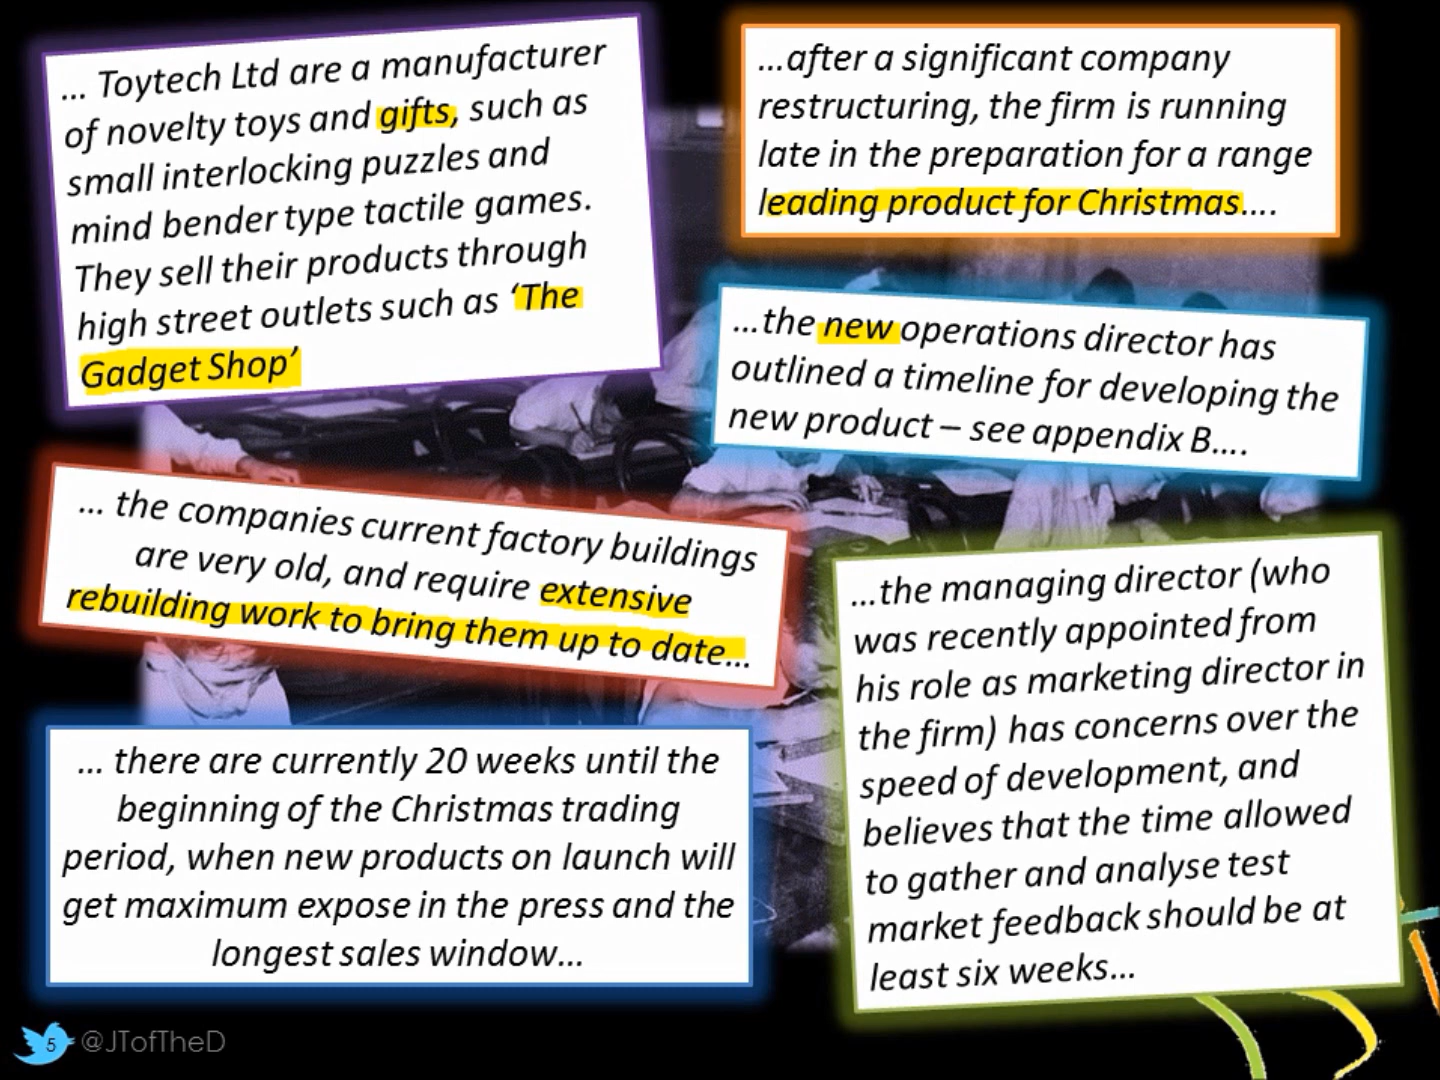 ... Toytech Ltd are a manufacturer
of novelty toys and gifts, such as
small interlocking puzzles and
mind bender type tactile games.
They sell their products through
high street outlets such as ‘The
Gadget Shop’
...after a significant company
restructuring, the firm is running
late in the preparation for a range
leading product for Christmas....
...the new operations director has
outlined a timeline for developing the
new product – see appendix B....
... the companies current factory buildings
are very old, and require extensive
rebuilding work to bring them up to date...
...the managing director (who
was recently appointed from
his role as marketing director in
the firm) has concerns over the
speed of development, and
believes that the time allowed
to gather and analyse test
market feedback should be at
least six weeks...
... there are currently 20 weeks until the
beginning of the Christmas trading
period, when new products on launch will
get maximum expose in the press and the
longest sales window...
5 @JTofTheD